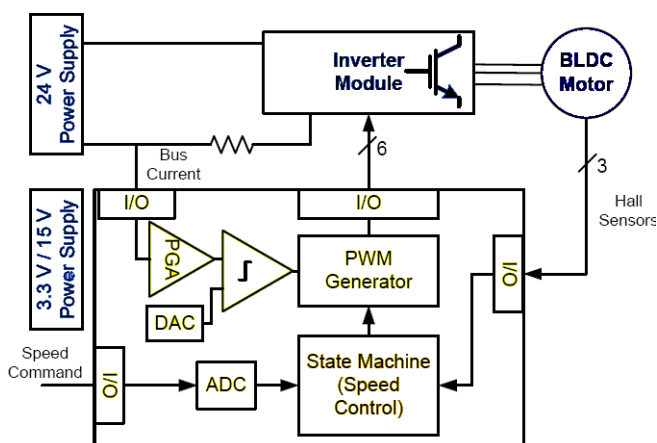 24 V
Power Supply
Inverter
Module
BLDC
Motor
Bus
Current
6
3
Hall
Sensors
3.3 V / 15 V
Power Supply
I/O
I/O
PGA
PWM
Generator
I/O
DAC
Speed
Command
I/O
ADC
State Machine
(Speed
Control)